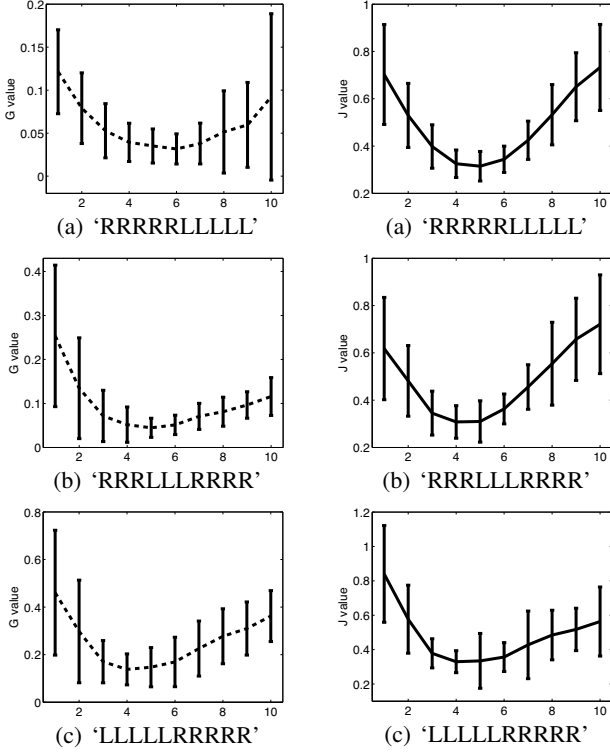 0.2
0.15
0.1
0.05
0
G value
2 4 6 8 10
(a) ‘RRRRRLLLLL’
1
0.8
0.6
0.4
0.2
J value
2 4 6 8 10
(a) ‘RRRRRLLLLL’
0.4
0.3
0.2
0.1
0
G value
2 4 6 8 10
(b) ‘RRRLLLRRRR’
1
0.8
0.6
0.4
0.2
J value
2 4 6 8 10
(b) ‘RRRLLLRRRR’
0.8
0.6
0.4
0.2
0
G value
2 4 6 8 10
(c) ‘LLLLLRRRRR’
1.2
1
0.8
0.6
0.4
0.2
J value
2 4 6 8 10
(c) ‘LLLLLRRRRR’